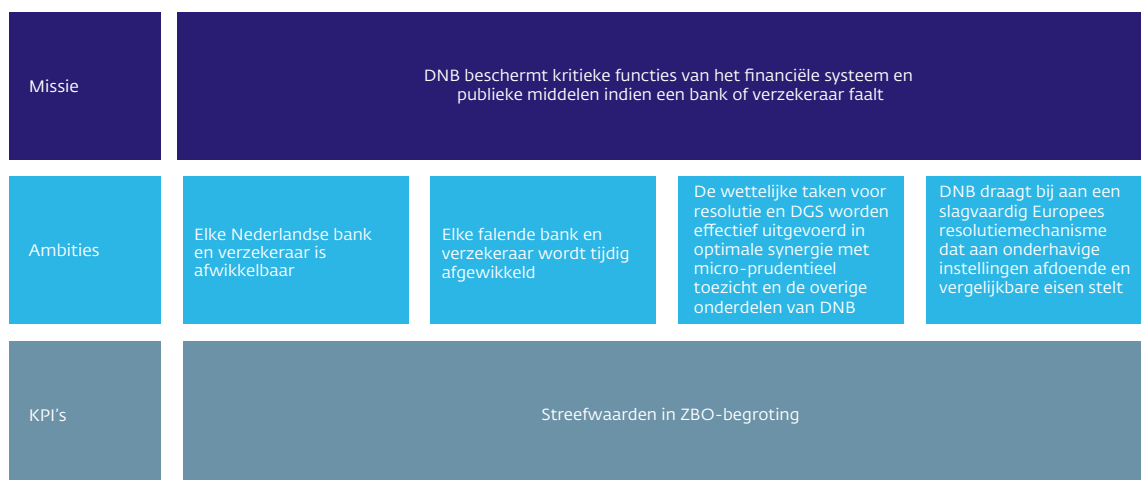 Missie
DNB beschermt kritieke functies van het financiële systeem en
publieke middelen indien een bank of verzekeraar faalt
Ambities
Elke Nederlandse bank
en verzekeraar is
afwikkelbaar
Elke falende bank en
verzekeraar wordt tijdig
afgewikkeld
De wettelijke taken voor
resolutie en DGS worden
effectief uitgevoerd in
optimale synergie met
micro-prudentieel
toezicht en de overige
onderdelen van DNB
DNB draagt bij aan een
slagvaardig Europees
resolutiemechanisme
dat aan onderhavige
instellingen afdoende en
vergelijkbare eisen stelt
KPI's
Streefwaarden in ZBO-begroting